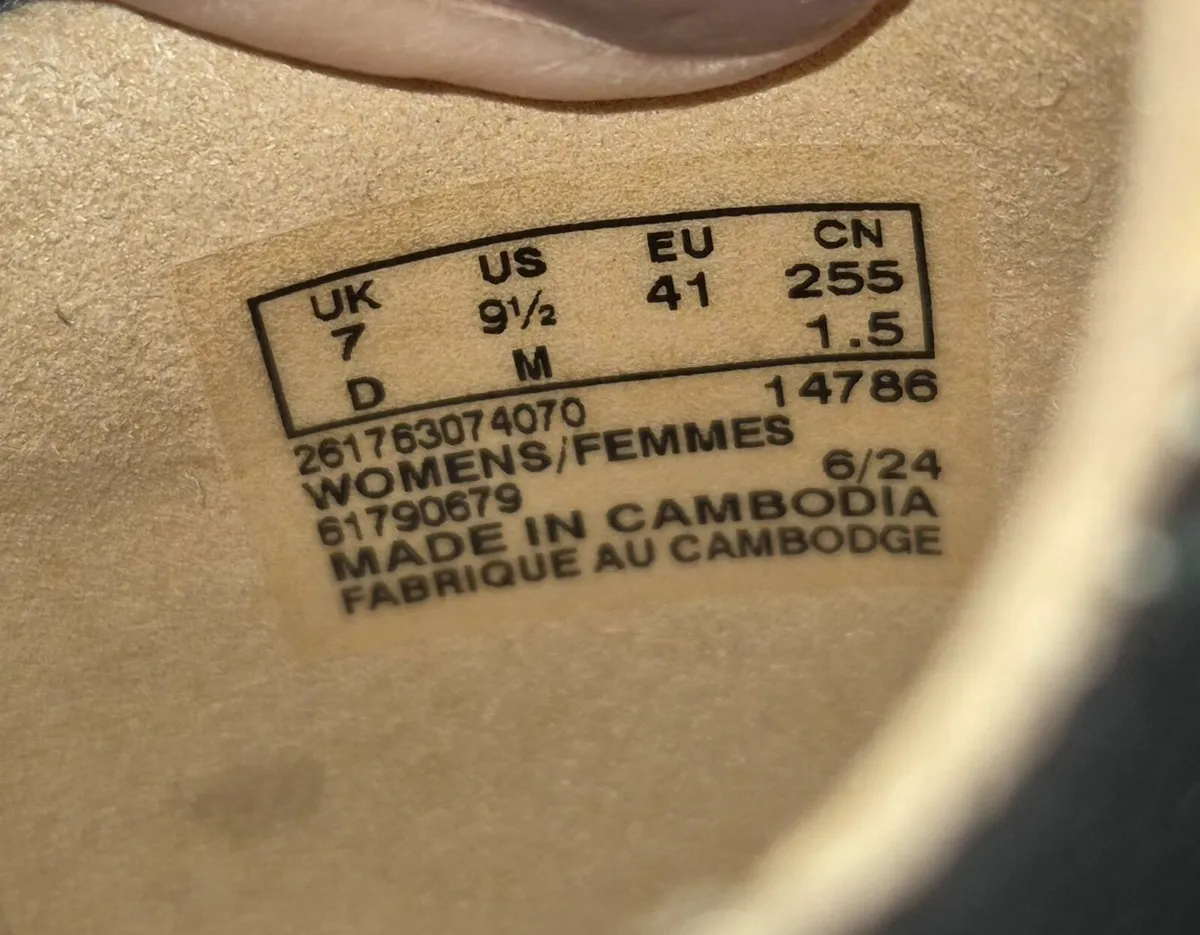 UK US EU CN
7 9½ 41 255
D M 1.5
261763074070 14786
WOMENS/FEMMES
61790679 6/24
MADE IN CAMBODIA
FABRIQUE AU CAMBODGE